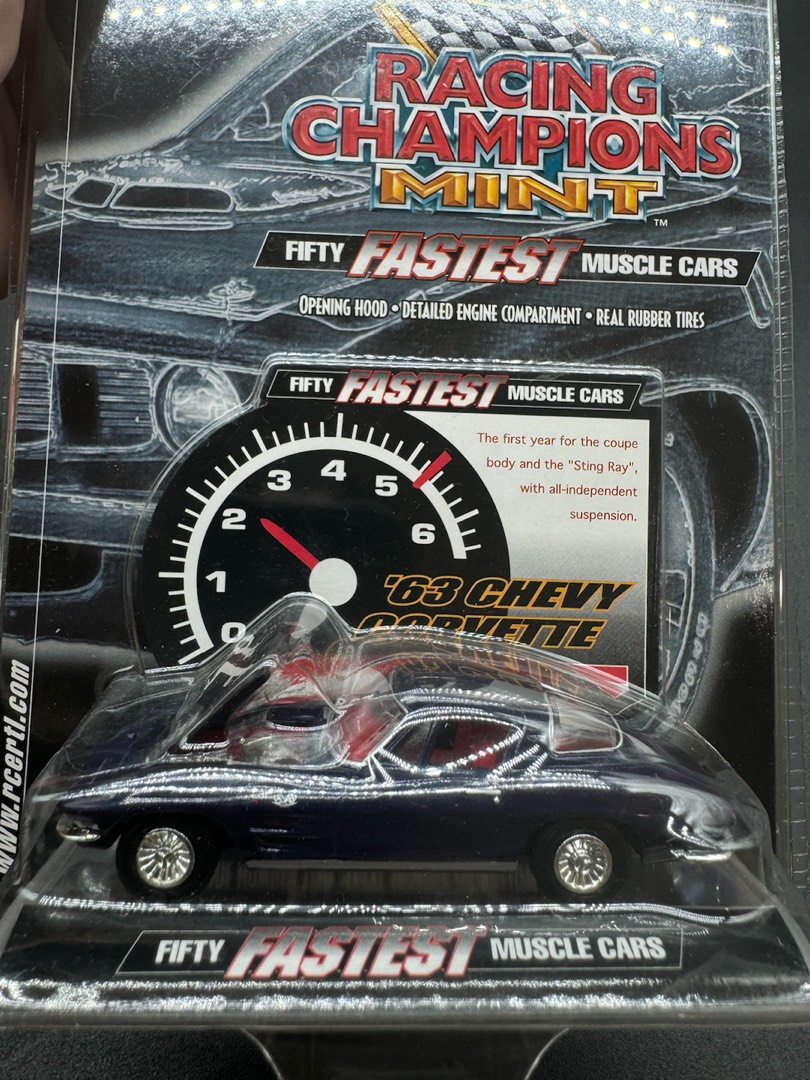 RACING
CHAMPIONS
MINT™
FIFTY FASTEST MUSCLE CARS
OPENING HOOD • DETAILED ENGINE COMPARTMENT • REAL RUBBER TIRES
FIFTY FASTEST MUSCLE CARS
The first year for the coupe
body and the "Sting Ray",
with all-independent
suspension.
0
1
2
3
4
5
6
'63 CHEVY
CORVETTE
www.rcertl.com
FIFTY FASTEST MUSCLE CARS